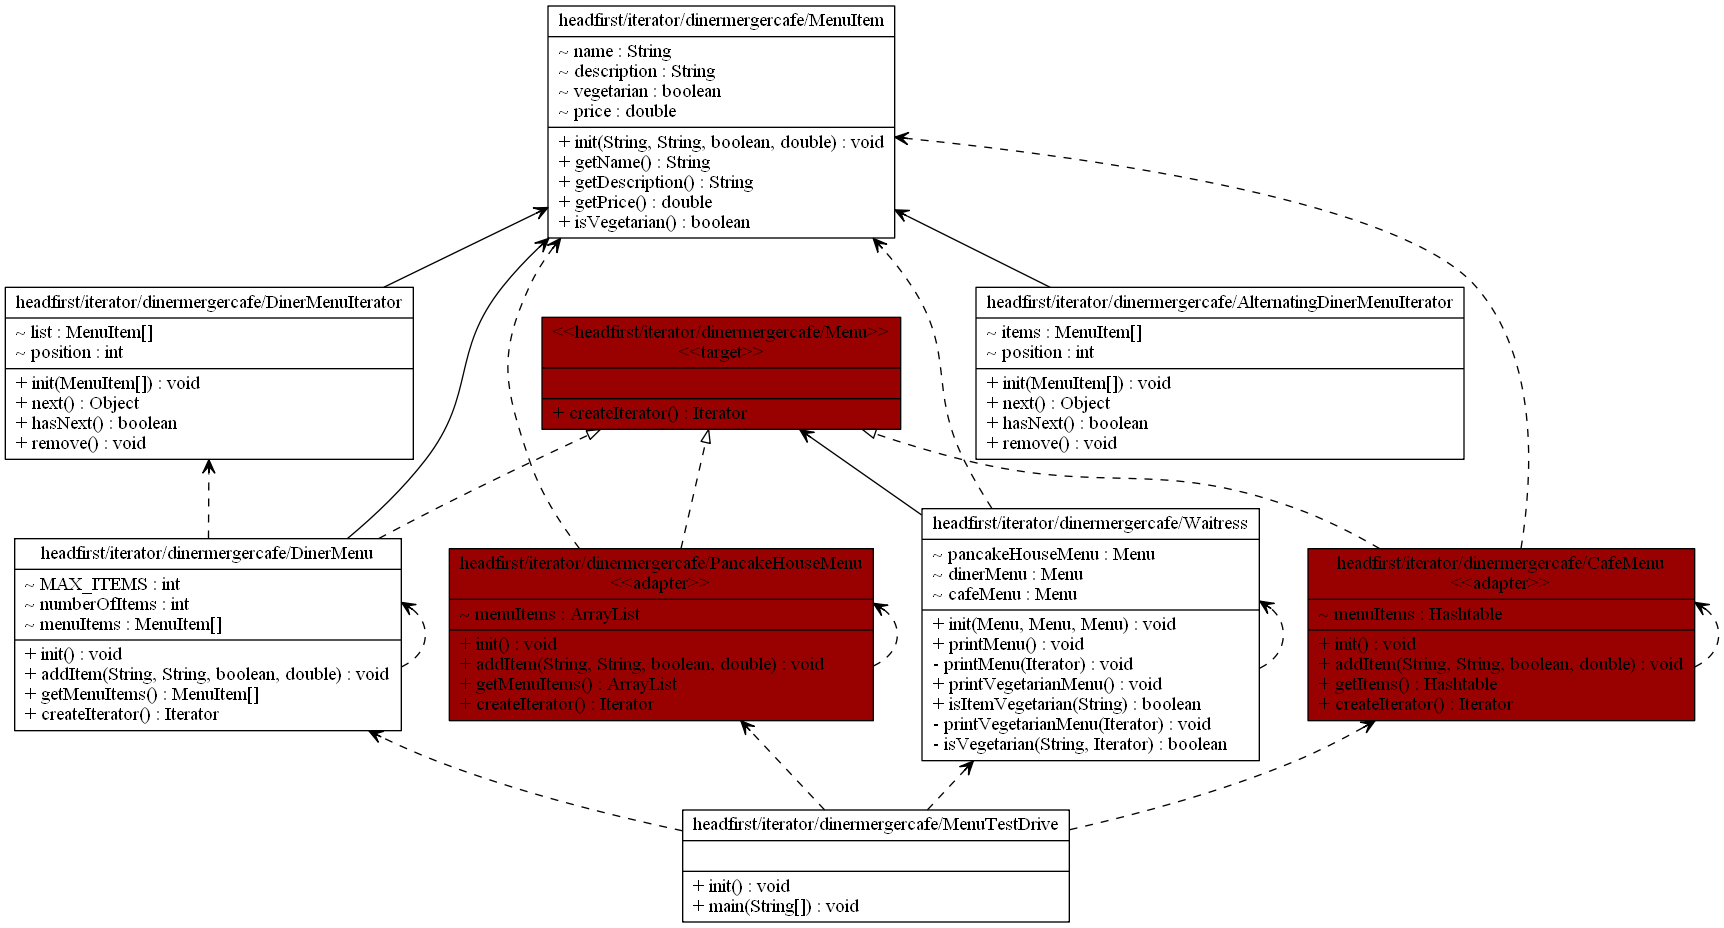 headfirst/iterator/dinermergercafe/MenuItem
~ name : String
~ description : String
~ vegetarian : boolean
~ price : double
+ init(String, String, boolean, double) : void
+ getName() : String
+ getDescription() : String
+ getPrice() : double
+ isVegetarian() : boolean
headfirst/iterator/dinermergercafe/DinerMenuIterator
~ list : MenuItem[]
~ position : int
+ init(MenuItem[]) : void
+ next() : Object
+ hasNext() : boolean
+ remove() : void
<<headfirst/iterator/dinermergercafe/Menu>>
<<target>>
+ createIterator() : Iterator
headfirst/iterator/dinermergercafe/AlternatingDinerMenuIterator
~ items : MenuItem[]
~ position : int
+ init(MenuItem[]) : void
+ next() : Object
+ hasNext() : boolean
+ remove() : void
headfirst/iterator/dinermergercafe/DinerMenu
~ MAX_ITEMS : int
~ numberOfItems : int
~ menuItems : MenuItem[]
+ init() : void
+ addItem(String, String, boolean, double) : void
+ getMenuItems() : MenuItem[]
+ createIterator() : Iterator
headfirst/iterator/dinermergercafe/PancakeHouseMenu
<<adapter>>
~ menuItems : ArrayList
+ init() : void
+ addItem(String, String, boolean, double) : void
+ getMenuItems() : ArrayList
+ createIterator() : Iterator
headfirst/iterator/dinermergercafe/Waitress
~ pancakeHouseMenu : Menu
~ dinerMenu : Menu
~ cafeMenu : Menu
+ init(Menu, Menu, Menu) : void
+ printMenu() : void
- printMenu(Iterator) : void
+ printVegetarianMenu() : void
+ isItemVegetarian(String) : boolean
- printVegetarianMenu(Iterator) : void
- isVegetarian(String, Iterator) : boolean
headfirst/iterator/dinermergercafe/CafeMenu
<<adapter>>
~ menuItems : Hashtable
+ init() : void
+ addItem(String, String, boolean, double) : void
+ getItems() : Hashtable
+ createIterator() : Iterator
headfirst/iterator/dinermergercafe/MenuTestDrive
+ init() : void
+ main(String[]) : void